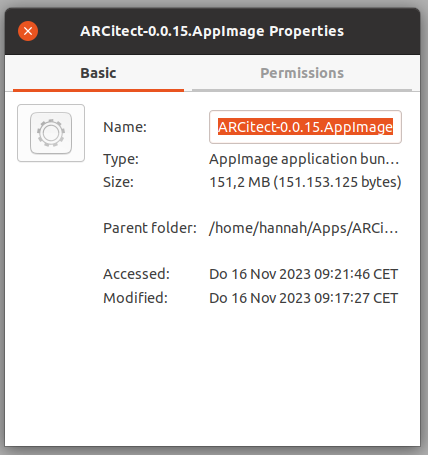 ARCitect-0.0.15.AppImage Properties
Basic Permissions
Name: ARCitect-0.0.15.AppImage
Type: AppImage application bun...
Size: 151,2 MB (151.153.125 bytes)
Parent folder: /home/hannah/Apps/ARCi...
Accessed: Do 16 Nov 2023 09:21:46 CET
Modified: Do 16 Nov 2023 09:17:27 CET